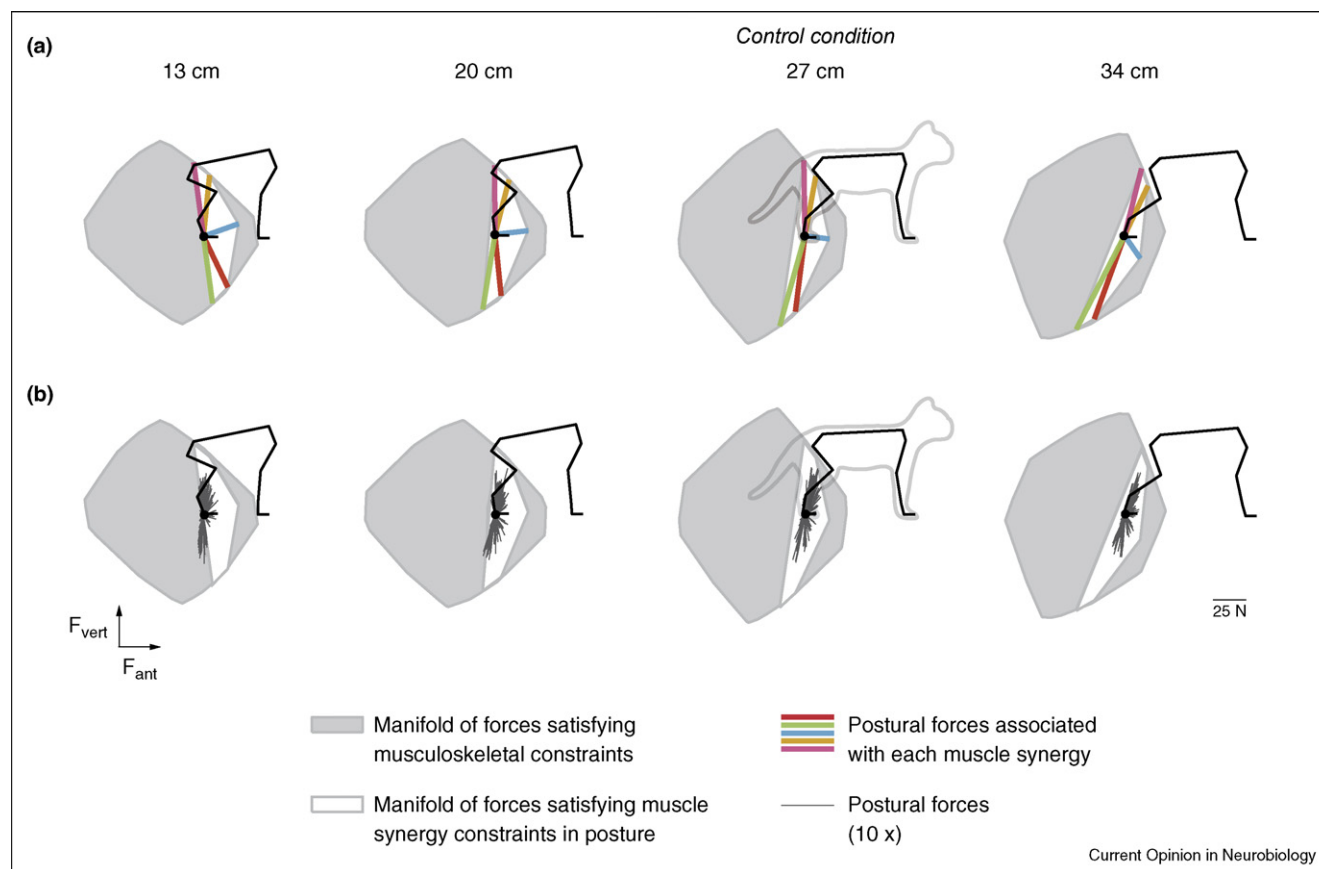 (a)
Control condition
13 cm
20 cm
27 cm
34 cm
(b)
25 N
Fvert
Fant
Manifold of forces satisfying
musculoskeletal constraints
Postural forces associated
with each muscle synergy
Manifold of forces satisfying muscle
synergy constraints in posture
Postural forces
(10 x)
Current Opinion in Neurobiology